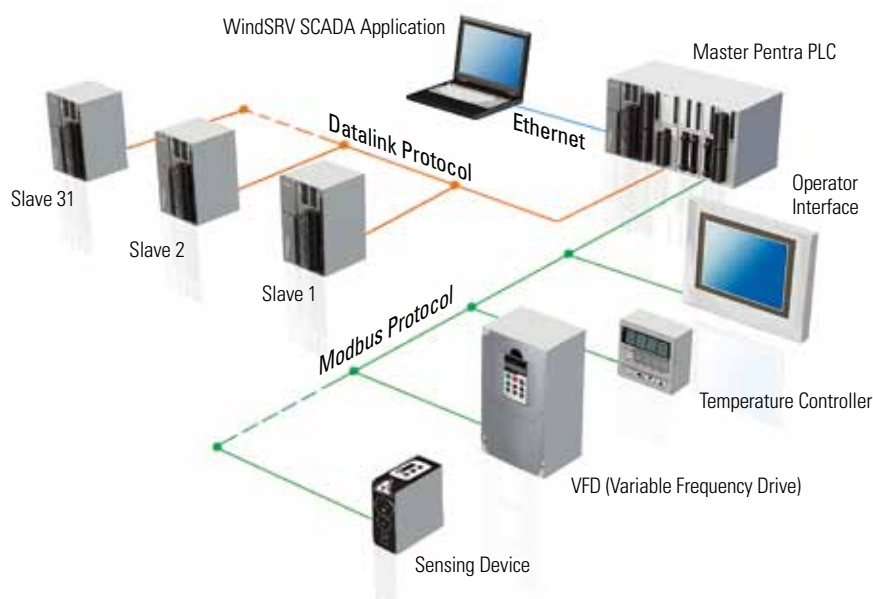 WindSRV SCADA Application
Master Pentra PLC
Ethernet
Datalink Protocol
Operator
Interface
Slave 31
Slave 2
Slave 1
Modbus Protocol
Temperature Controller
VFD (Variable Frequency Drive)
Sensing Device